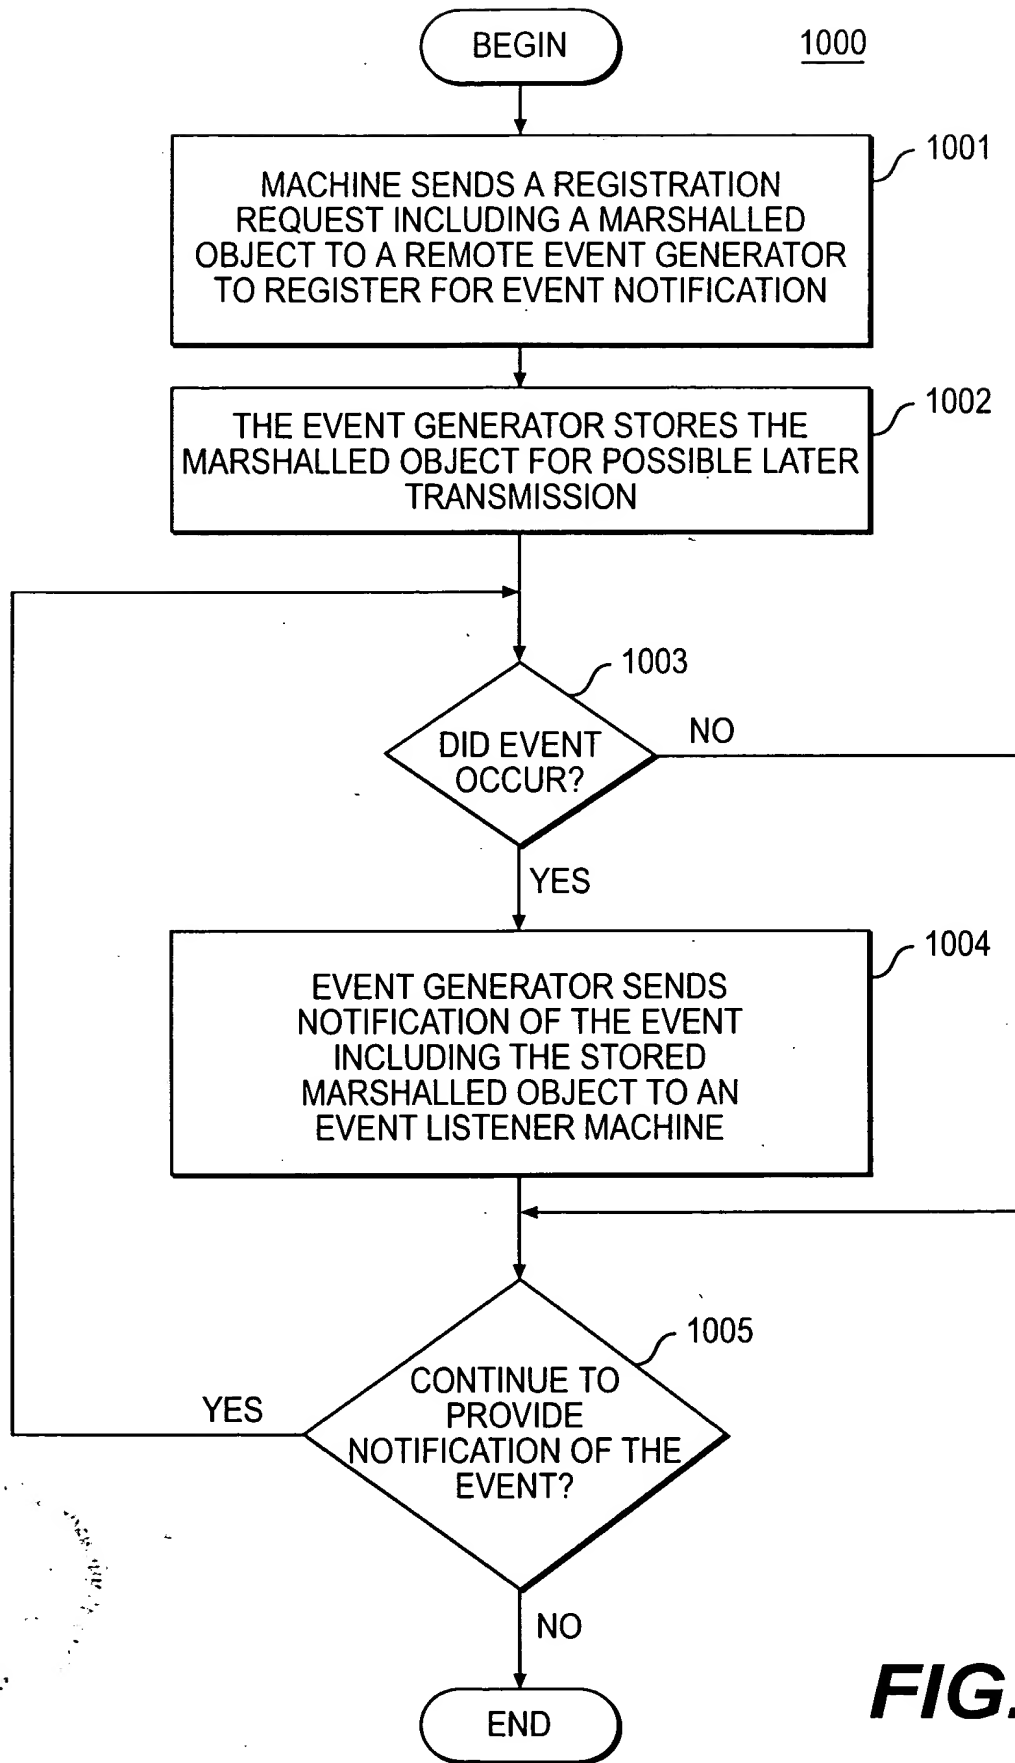 BEGIN
1000
1001
MACHINE SENDS A REGISTRATION
REQUEST INCLUDING A MARSHALLED
OBJECT TO A REMOTE EVENT GENERATOR
TO REGISTER FOR EVENT NOTIFICATION
1002
THE EVENT GENERATOR STORES THE
MARSHALLED OBJECT FOR POSSIBLE LATER
TRANSMISSION
1003
DID EVENT
OCCUR?
NO
YES
1004
EVENT GENERATOR SENDS
NOTIFICATION OF THE EVENT
INCLUDING THE STORED
MARSHALLED OBJECT TO AN
EVENT LISTENER MACHINE
1005
CONTINUE TO
PROVIDE
NOTIFICATION OF THE
EVENT?
YES
NO
END
FIG.